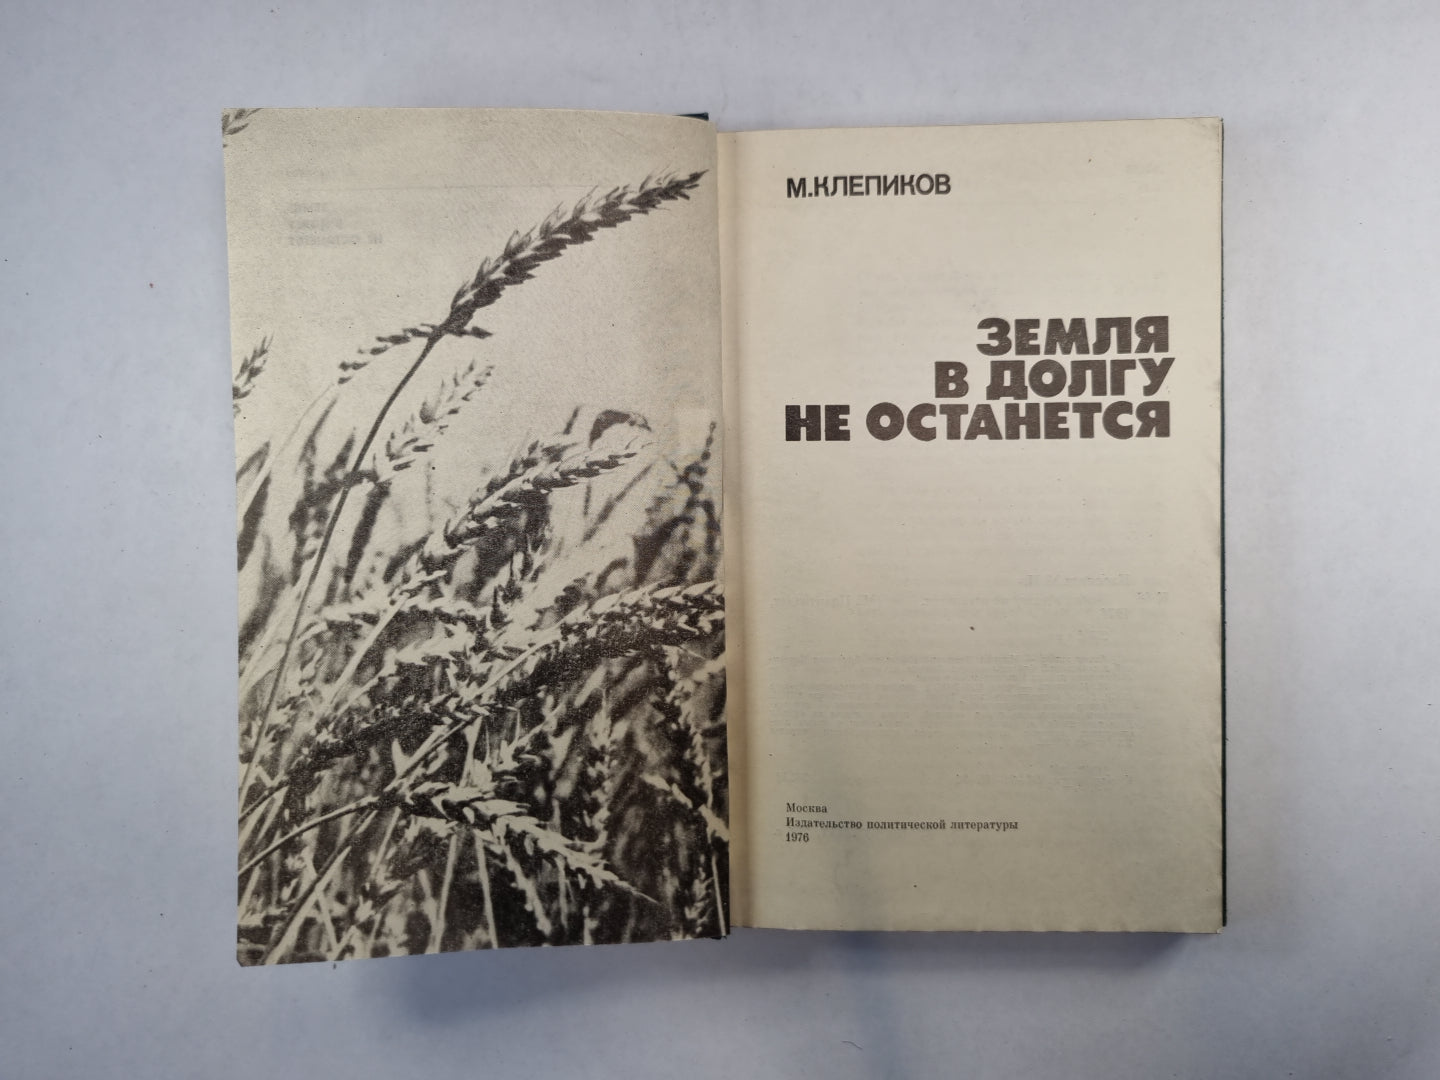 М.КЛЕПИКОВ
ЗЕМЛЯ
В ДОЛГУ
НЕ ОСТАНЕТСЯ
Москва
Издательство политической литературы
1976